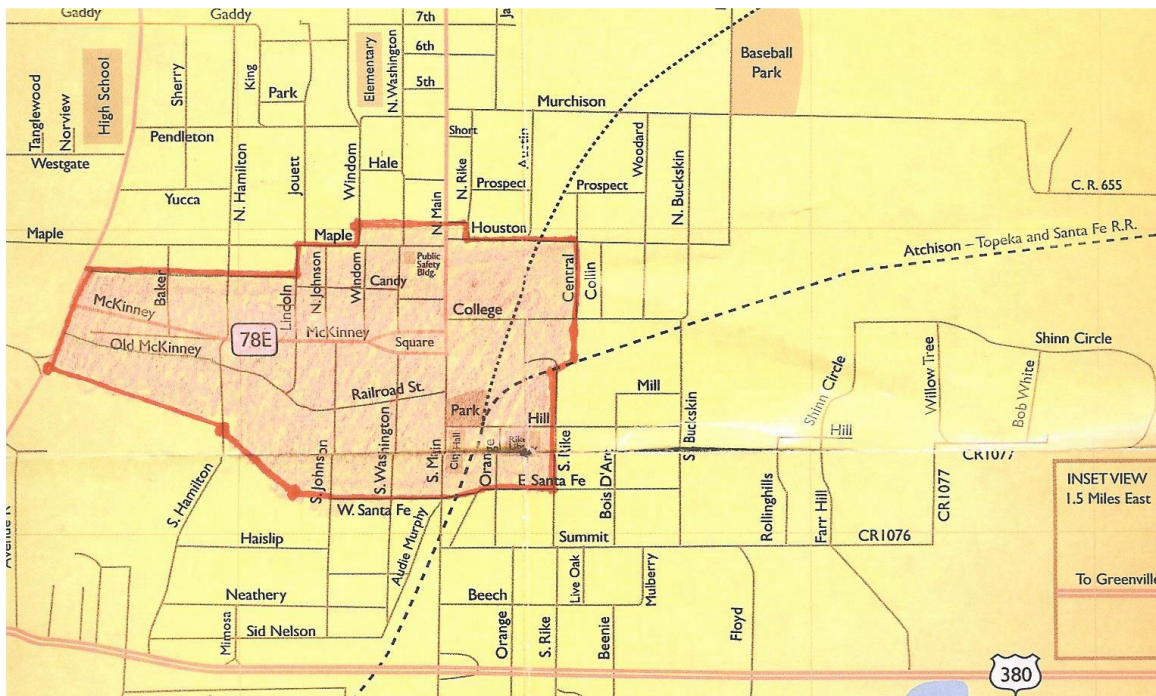 Gaddy
Gaddy
7th
6th
5th
Tanglewood
Norview
High School
Sherry
King
Park
Elementary
N. Washington
Baseball
Park
Murchison
Pendleton
Westgate
Yucca
N. Hamilton
Jouett
Windom
Hale
Short
N. Rike
Austin
Prospect
Prospect
Woodard
N. Buckskin
C. R. 655
Maple
Maple
N. Main
Houston
Atchison – Topeka and Santa Fe R.R.
Public
Safety
Bldg.
Baker
Lincoln
N. Johnson
Windom
Candy
College
Central
Collin
McKinney
Old McKinney
78E
McKinney
Square
Railroad St.
Park
Hill
Mill
Shinn Circle
Shinn Circle
Willow Tree
Bob White
Hill
S. Hamilton
S. Johnson
S. Washington
S. Main
City Hall
Orange
S. Rike
Bois D'Arc
S. Buckskin
E Santa Fe
W. Santa Fe
CR1077
CR1077
INSET VIEW
1.5 Miles East
Rollinghills
Farr Hill
Haislip
Audie Murphy
Summit
CR1076
Neathery
Mimosa
Sid Nelson
Beech
Orange
S. Rike
Live Oak
Beenie
Mulberry
Floyd
To Greenville
380